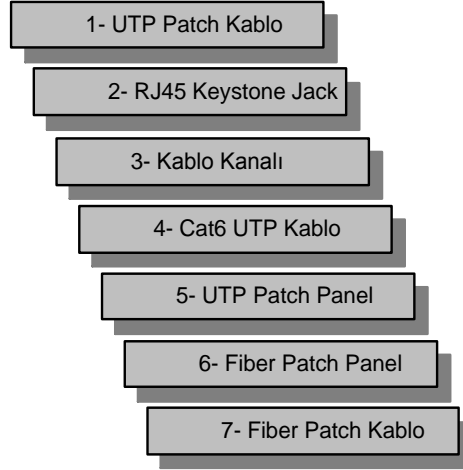 1- UTP Patch Kablo
2- RJ45 Keystone Jack
3- Kablo Kanalı
4- Cat6 UTP Kablo
5- UTP Patch Panel
6- Fiber Patch Panel
7- Fiber Patch Kablo